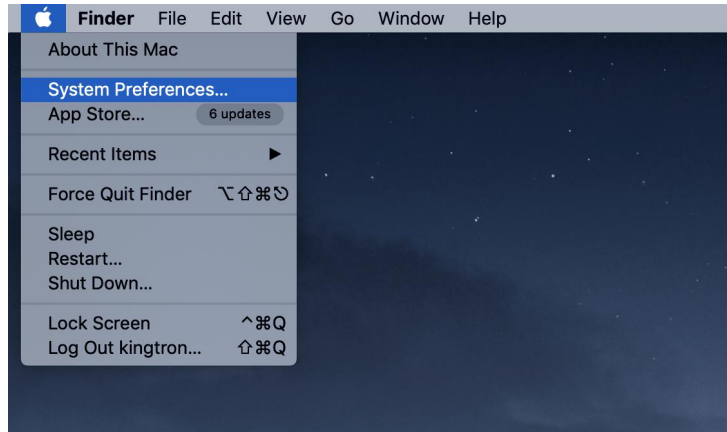 Finder File Edit View Go Window Help
About This Mac
System Preferences...
App Store... 6 updates
Recent Items ▶
Force Quit Finder ⌥⇧⌘⎋
Sleep
Restart...
Shut Down...
Lock Screen ^⌘Q
Log Out kingtron... ⇧⌘Q